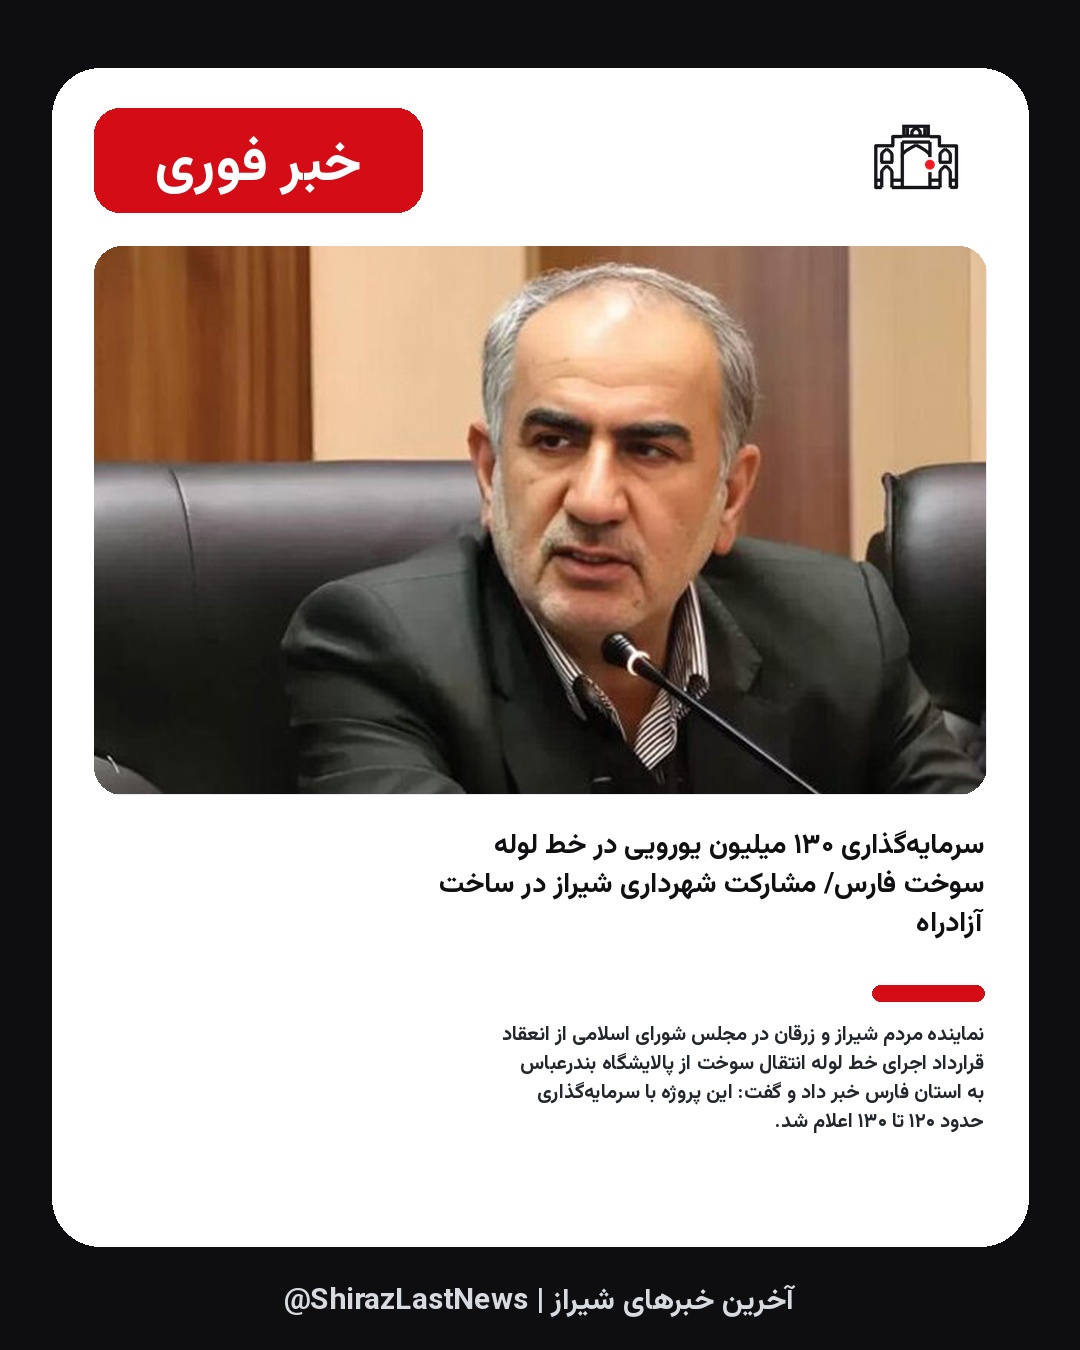 خبر فوری
سرمایه‌گذاری ۱۳۰ میلیون یورویی در خط لوله
سوخت فارس/ مشارکت شهرداری شیراز در ساخت
آزادراه
نماینده مردم شیراز و زرقان در مجلس شورای اسلامی از انعقاد
قرارداد اجرای خط لوله انتقال سوخت از پالایشگاه بندرعباس
به استان فارس خبر داد و گفت: این پروژه با سرمایه‌گذاری
حدود ۱۲۰ تا ۱۳۰ اعلام شد.
آخرین خبرهای شیراز | ShirazLastNews@